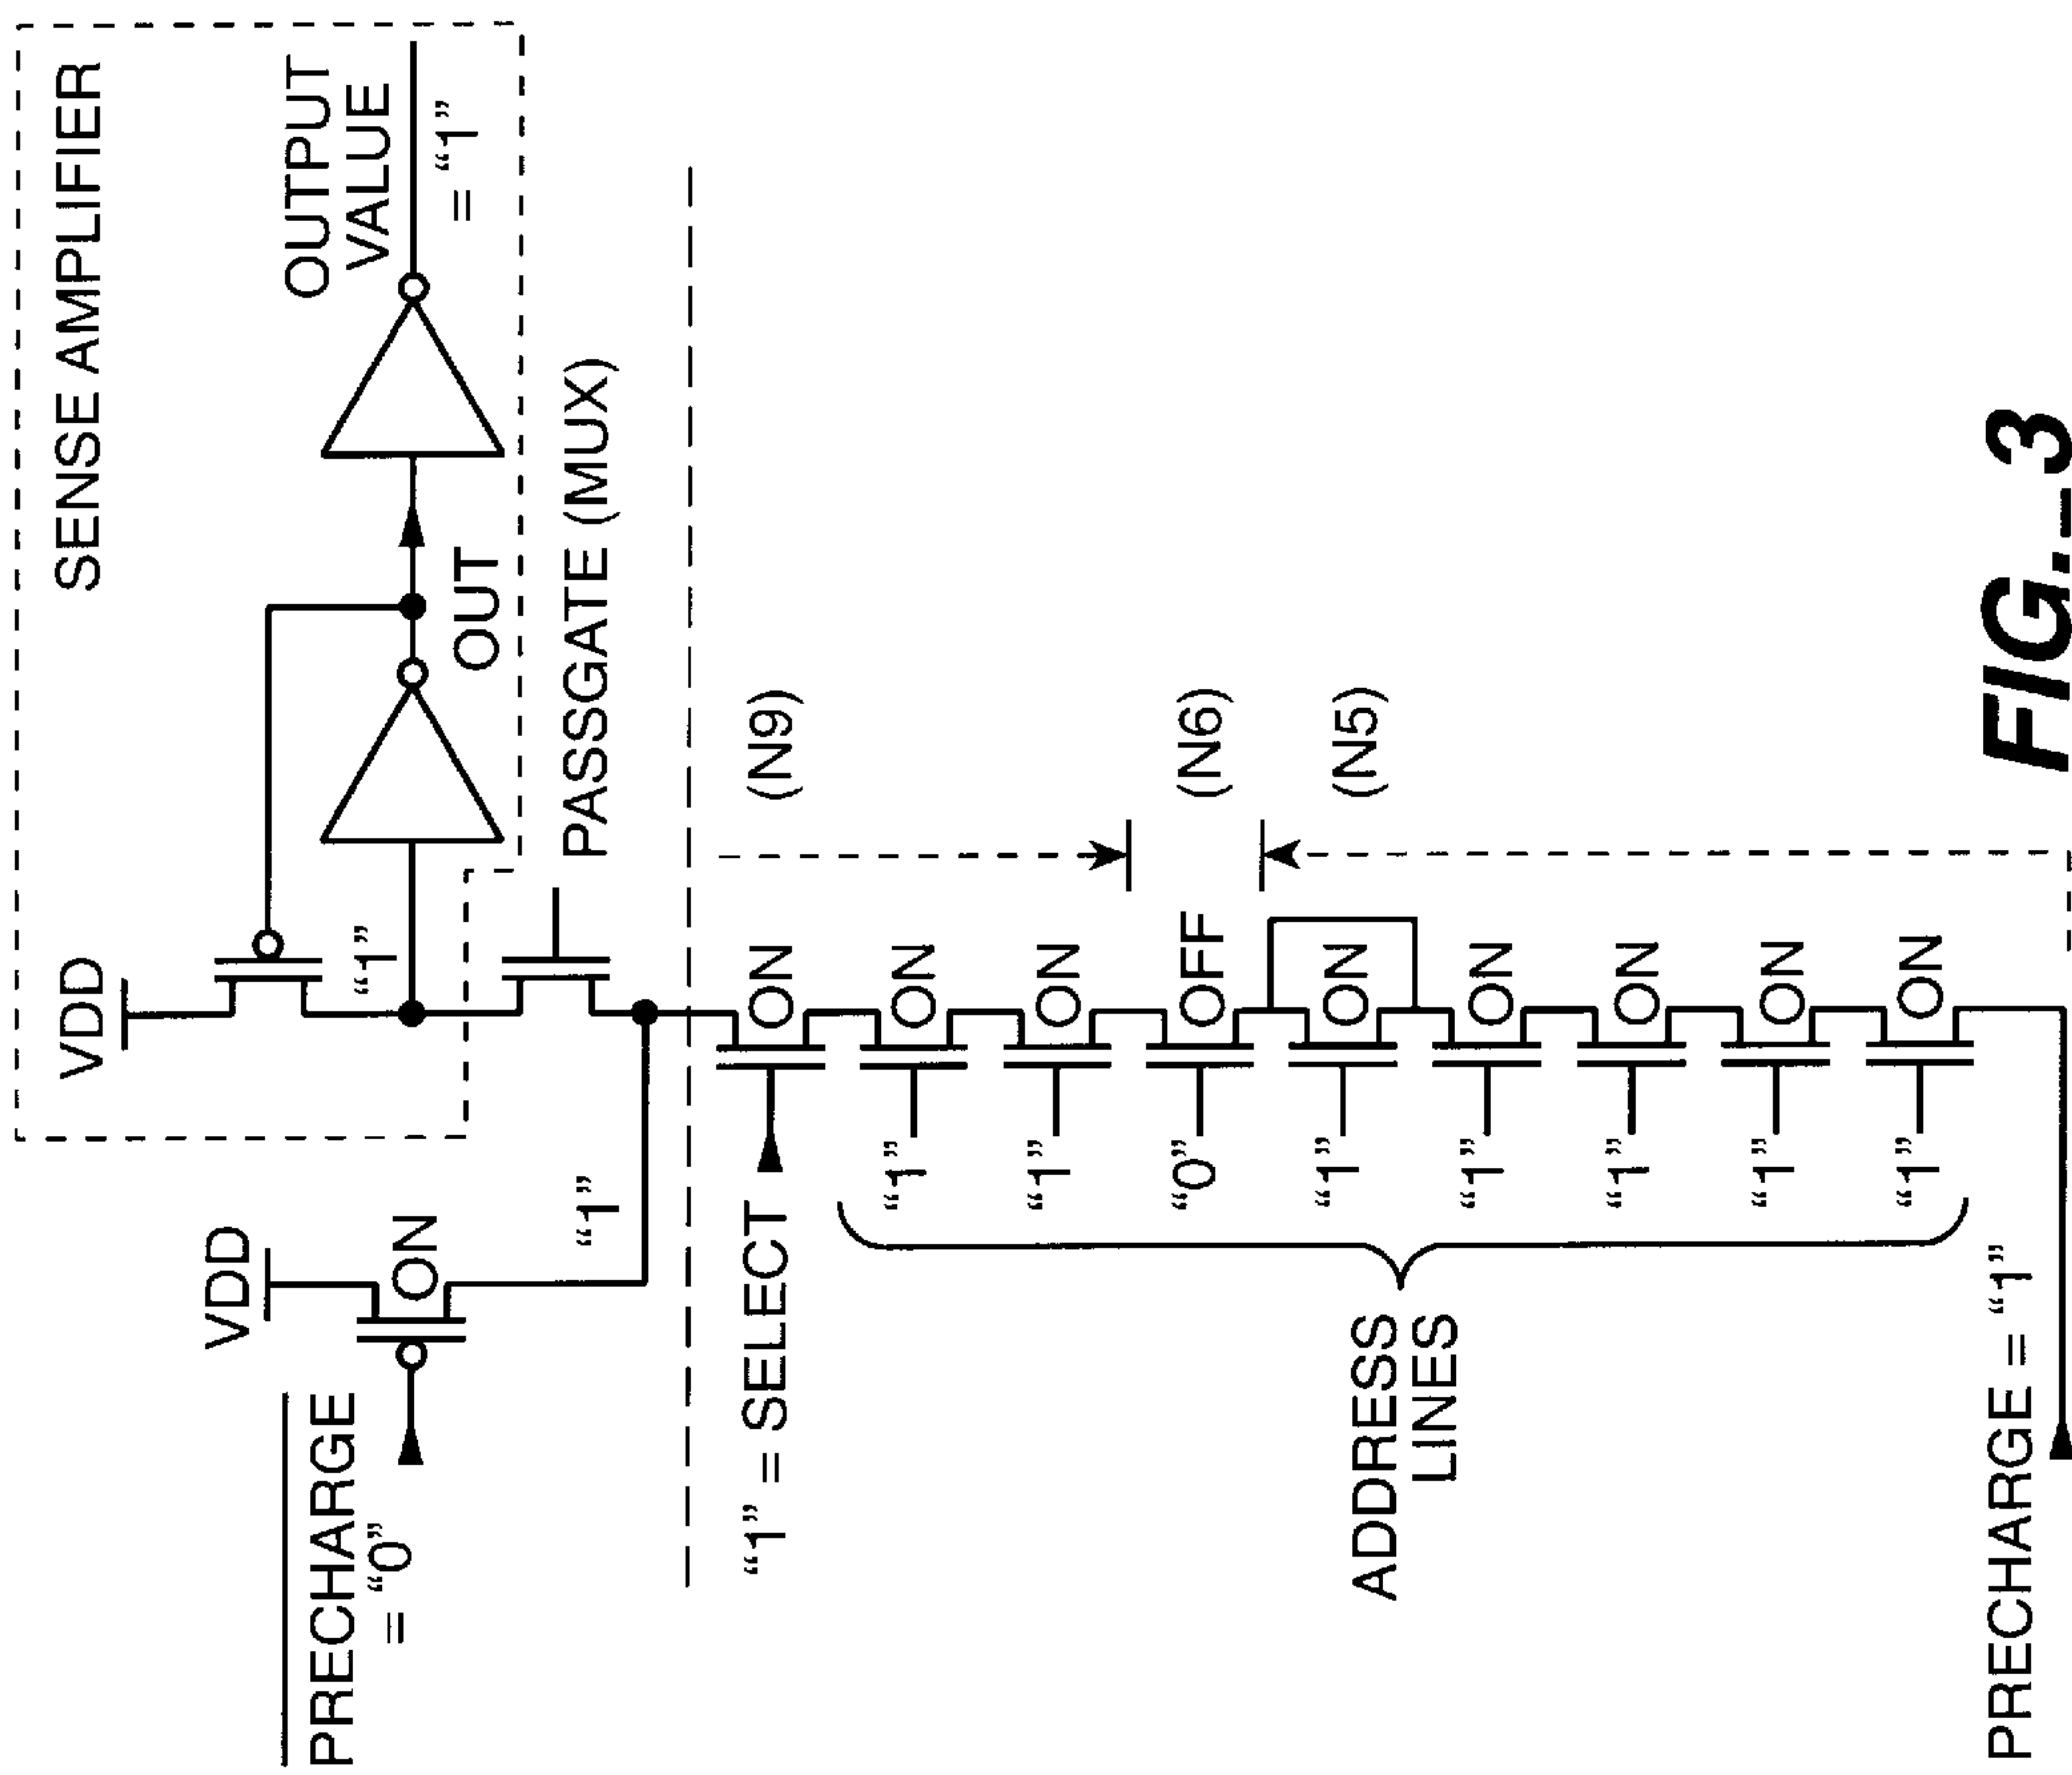 SENSE AMPLIFIER
VDD
"1"
OUT
OUTPUT
VALUE
= "1"
PASSGATE (MUX)
PRECHARGE
= "0"
VDD
ON
"1"
"1" = SELECT
ON
(N9)
"1"
ON
"1"
ON
"0"
OFF
(N6)
"1"
ON
(N5)
"1"
ON
"1"
ON
"1"
ON
"1"
ON
ADDRESS
LINES
PRECHARGE = "1"
FIG._3